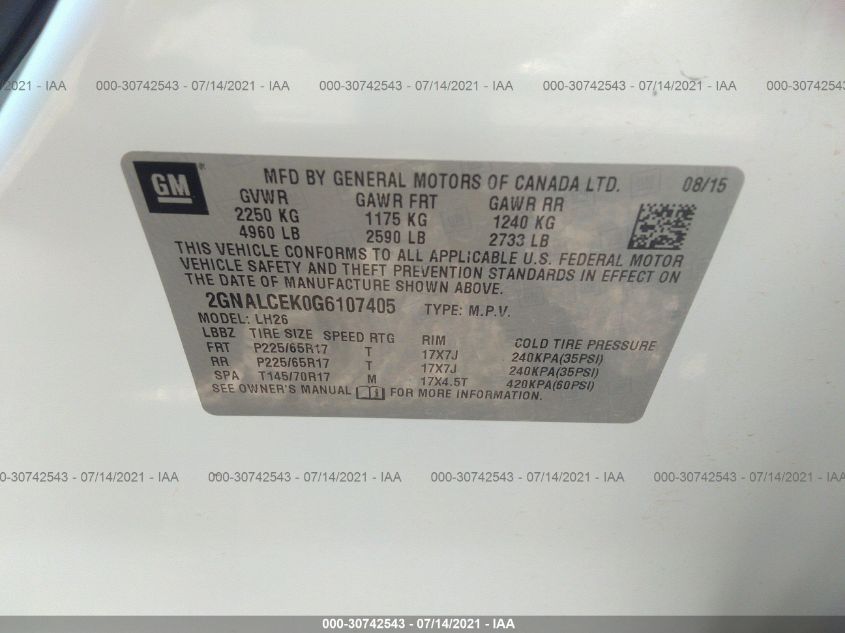 2021 - IAA 000-30742543 - 07/14/2021 - IAA 000-30742543 - 07/14/2021 - IAA 000-30742543 - 07/14/2021 - IAA 000-3074254
GM ® MFD BY GENERAL MOTORS OF CANADA LTD. 08/15
GVWR GAWR FRT GAWR RR
2250 KG 1175 KG 1240 KG
4960 LB 2590 LB 2733 LB
THIS VEHICLE CONFORMS TO ALL APPLICABLE U.S. FEDERAL MOTOR
VEHICLE SAFETY AND THEFT PREVENTION STANDARDS IN EFFECT ON
THE DATE OF MANUFACTURE SHOWN ABOVE.
2GNALCEK0G6107405 TYPE: M.P.V.
MODEL: LH26
LBBZ TIRE SIZE SPEED RTG RIM COLD TIRE PRESSURE
FRT P225/65R17 T 17X7J 240KPA(35PSI)
RR P225/65R17 T 17X7J 240KPA(35PSI)
SPA T145/70R17 M 17X4.5T 420KPA(60PSI)
SEE OWNER'S MANUAL FOR MORE INFORMATION.
0-30742543 - 07/14/2021 - IAA 000-30742543 - 07/14/2021 - IAA 000-30742543 - 07/14/2021 - IAA 000-30742543 - 07/14/2021 - IAA
000-30742543 - 07/14/2021 - IAA